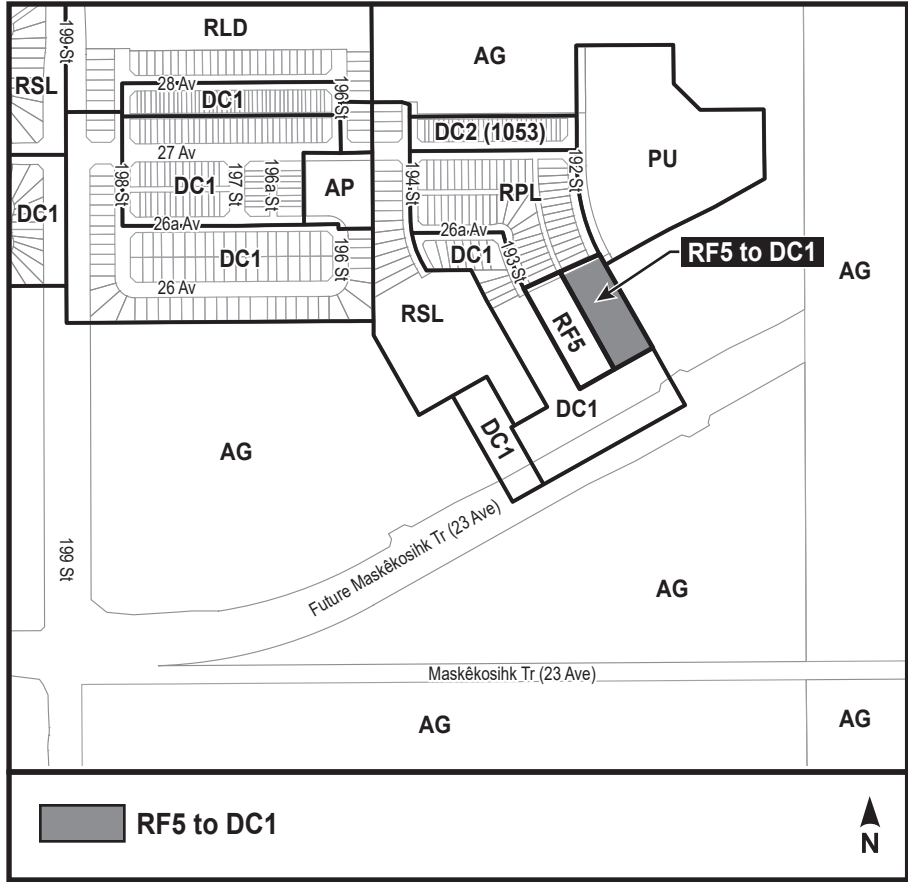 RLD
199 St
AG
RSL
28 Av
196 St
DC1
DC2 (1053)
27 Av
192 St
PU
198 St
DC1
197 St
196a St
AP
194 St
RPL
DC1
26a Av
26a Av
DC1
196 St
DC1
193 St
RF5 to DC1
AG
26 Av
RSL
RF5
DC1
DC1
AG
199 St
Future Maskêkosihk Tr (23 Ave)
AG
Maskêkosihk Tr (23 Ave)
AG
AG
RF5 to DC1
N